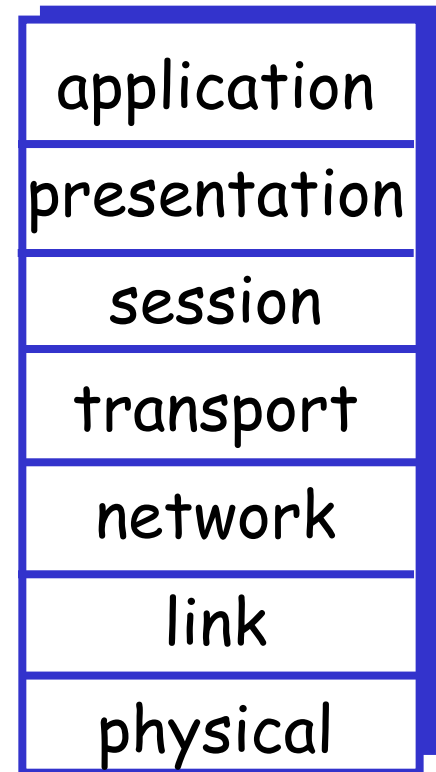 application
presentation
session
transport
network
link
physical